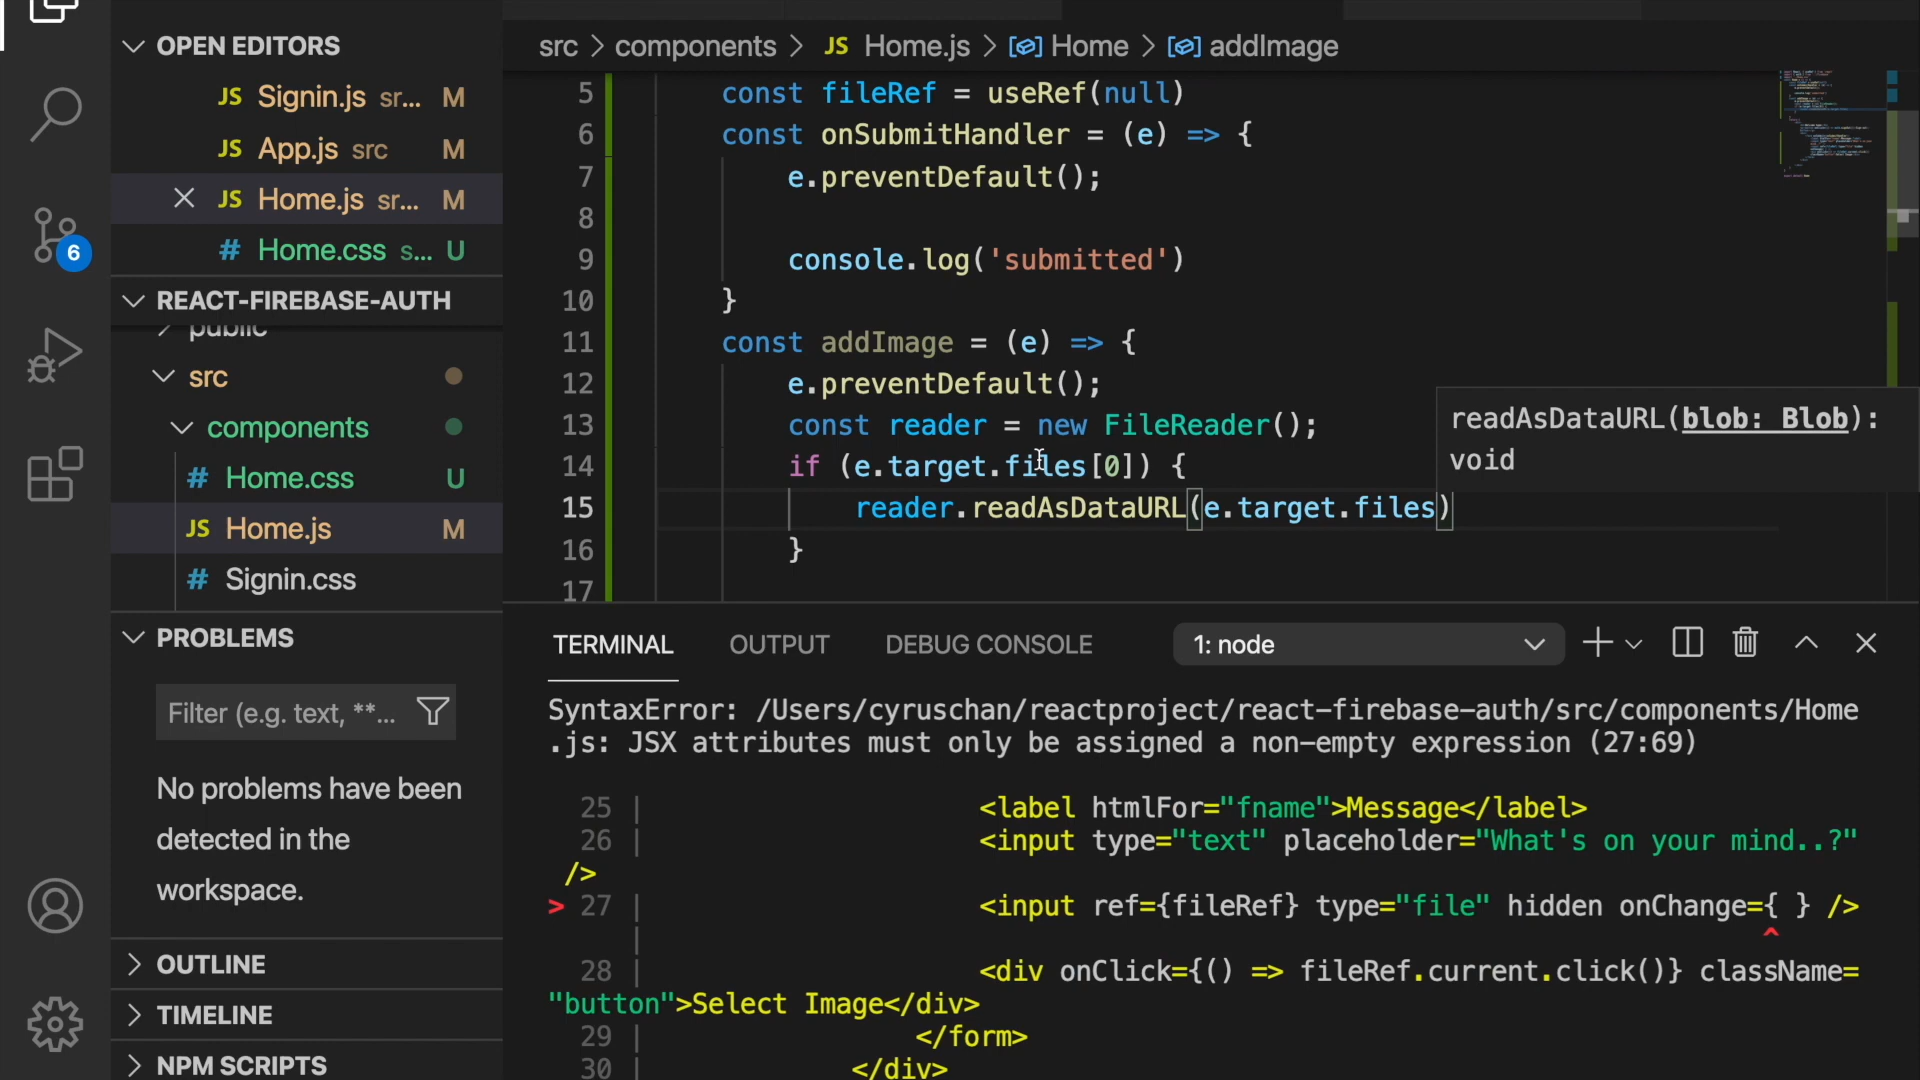 OPEN EDITORS
JS Signin.js sr... M
JS App.js src M
JS Home.js sr... M
# Home.css s... U
6
REACT-FIREBASE-AUTH
public
src
components
# Home.css U
JS Home.js M
# Signin.css
PROBLEMS
Filter (e.g. text, **...
No problems have been
detected in the
workspace.
OUTLINE
TIMELINE
NPM SCRIPTS
src > components > JS Home.js > Home > addImage
5 const fileRef = useRef(null)
6 const onSubmitHandler = (e) => {
7 e.preventDefault();
8
9 console.log('submitted')
10 }
11 const addImage = (e) => {
12 e.preventDefault();
13 const reader = new FileReader();
14 if (e.target.files[0]) {
15 reader.readAsDataURL(e.target.files)
16 }
17
readAsDataURL(blob: Blob):
void
TERMINAL OUTPUT DEBUG CONSOLE 1: node
SyntaxError: /Users/cyruschan/reactproject/react-firebase-auth/src/components/Home
.js: JSX attributes must only be assigned a non-empty expression (27:69)
25 | <label htmlFor="fname">Message</label>
26 | <input type="text" placeholder="What's on your mind..?"
/>
> 27 | <input ref={fileRef} type="file" hidden onChange={ } />
| ^
28 | <div onClick={() => fileRef.current.click()} className=
"button">Select Image</div>
29 | </form>
30 | </div>